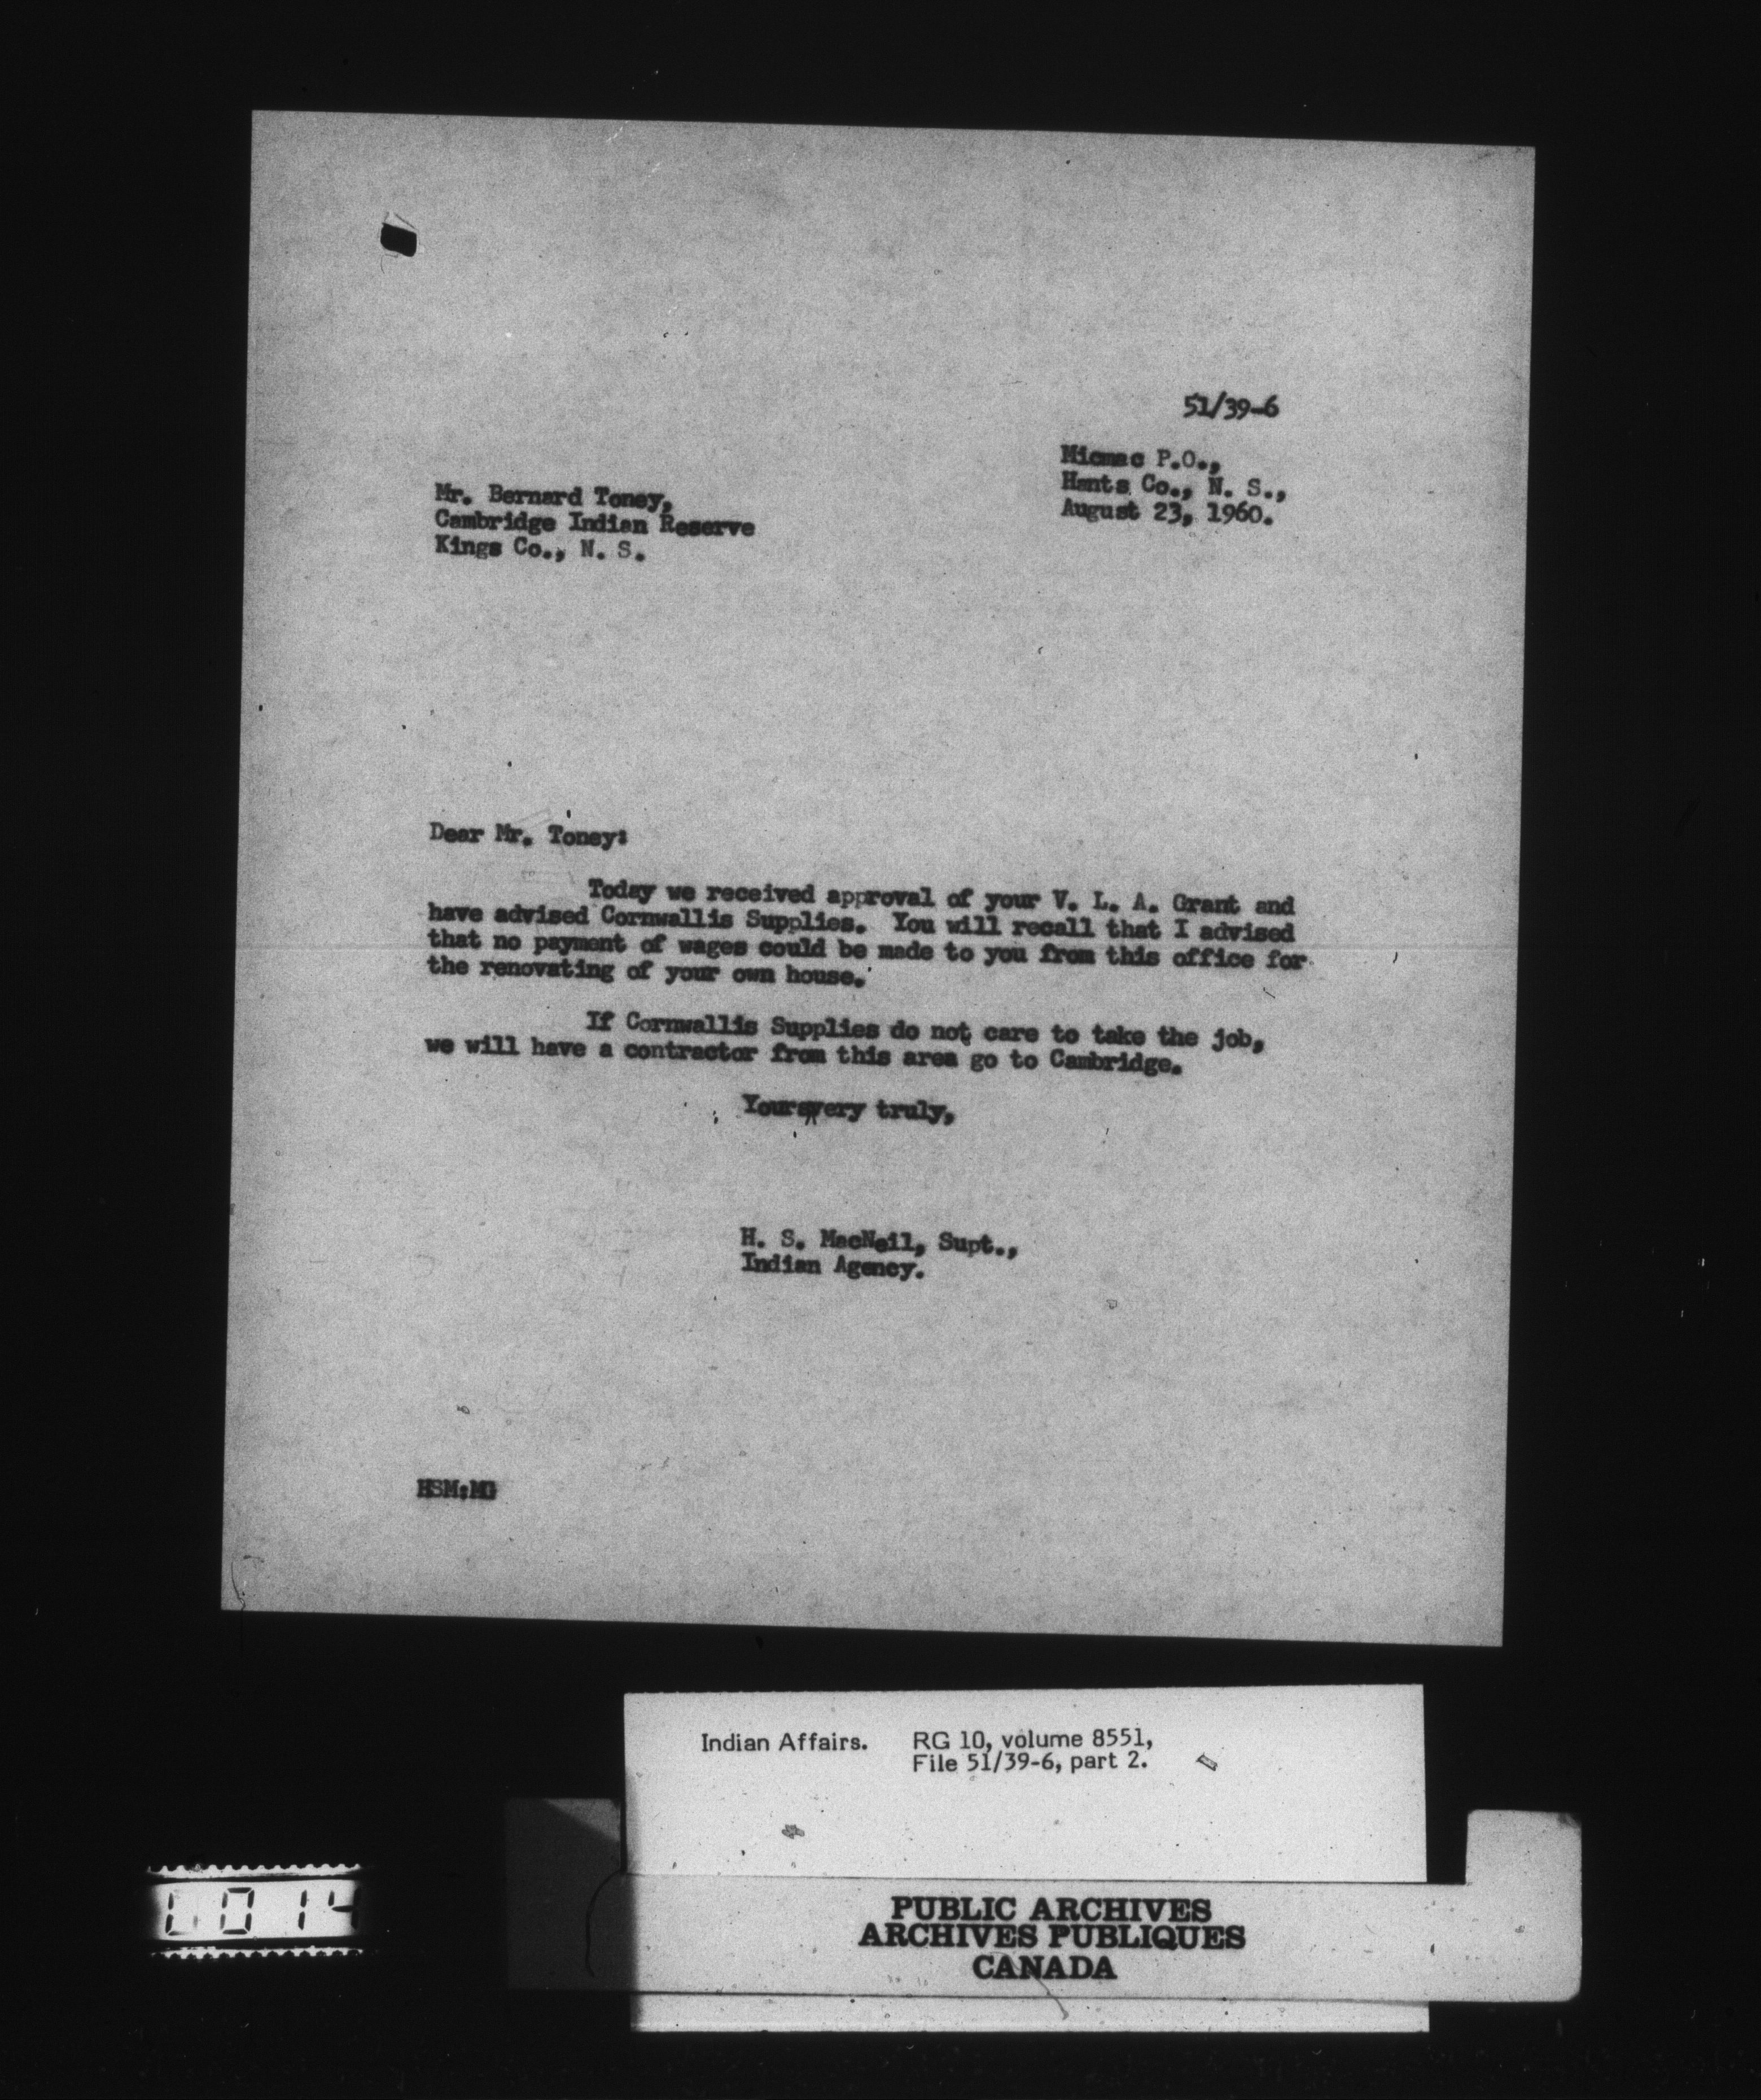 51/39-6
Micmac P.O.,
Hants Co., N. S.,
August 23, 1960.
Mr. Bernard Toney,
Cambridge Indian Reserve
Kings Co., N. S.
Dear Mr. Toney:
Today we received approval of your V. L. A. Grant and
have advised Cornwallis Supplies. You will recall that I advised
that no payment of wages could be made to you from this office for
the renovating of your own house.
If Cornwallis Supplies do not care to take the job,
we will have a contractor from this area go to Cambridge.
Yours very truly,
H. S. MacNeil, Supt.,
Indian Agency.
HSM:MG
Indian Affairs. RG 10, volume 8551,
File 51/39-6, part 2.
PUBLIC ARCHIVES
ARCHIVES PUBLIQUES
CANADA